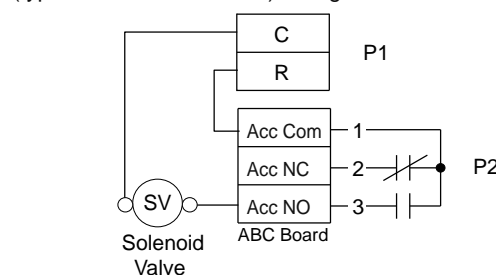 C
P1
R
Acc Com 1
Acc NC 2
P2
SV
Acc NO 3
ABC Board
Solenoid
Valve